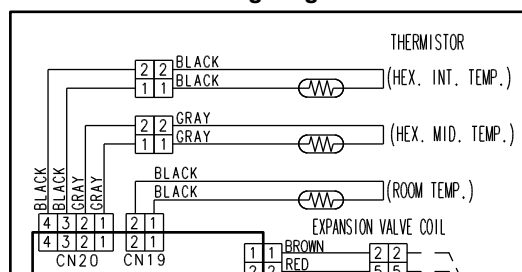 THERMISTOR
BLACK
2 2
BLACK
1 1
(HEX. INT. TEMP.)
GRAY
2 2
GRAY
1 1
(HEX. MID. TEMP.)
BLACK
BLACK
GRAY
GRAY
BLACK
BLACK
(ROOM TEMP.)
4 3 2 1
2 1
4 3 2 1
2 1
CN20
CN19
EXPANSION VALVE COIL
1 1
BROWN
2 2
2 2
RED
5 5